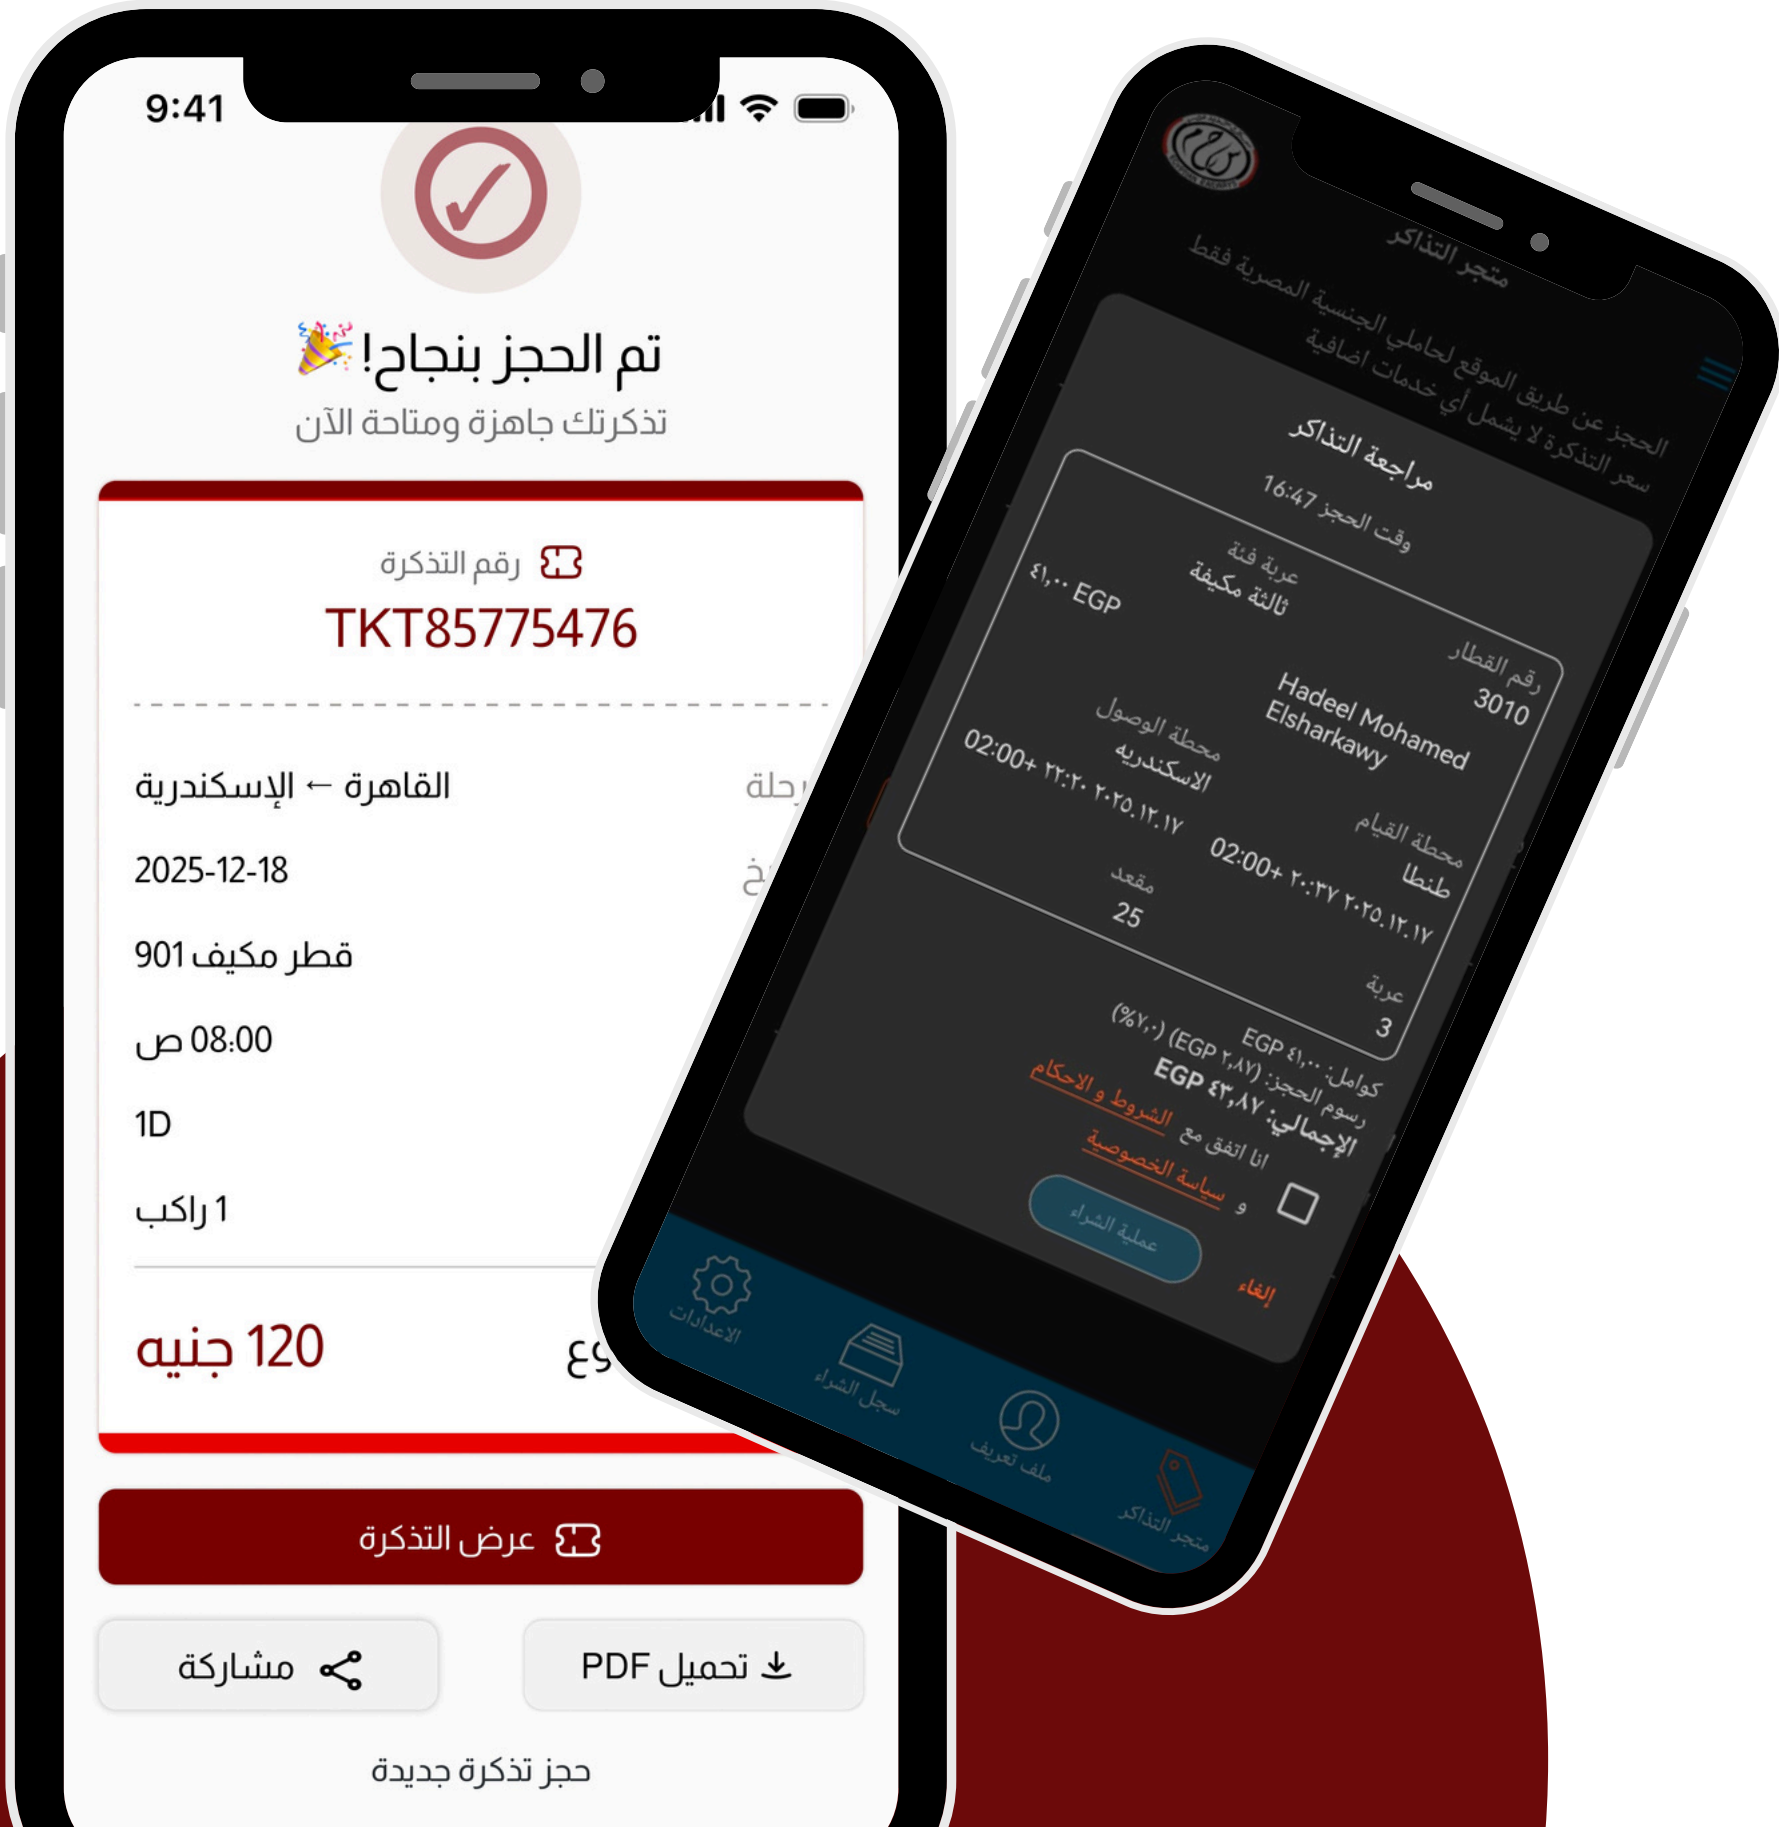 9:41
تم الحجز بنجاح!
تذكرتك جاهزة ومتاحة الآن
رقم التذكرة
TKT85775476
رحلة القاهرة ← الإسكندرية
2025-12-18
قطر مكيف 901
08:00 ص
1D
1 راكب
120 جنيه
عرض التذكرة
تحميل PDF
مشاركة
حجز تذكرة جديدة
متجر التذاكر
الحجز عن طريق الموقع لحاملي الجنسية المصرية فقط
سعر التذكرة لا يشمل أي خدمات اضافية
مراجعة التذاكر
وقت الحجز 16:47
رقم القطار
3010
عربة فئة
ثالثة مكيفة
٤١,٠٠ EGP
Hadeel Mohamed
Elsharkawy
محطة القيام
طنطا
٢٠٢٥.١٢.١٧ ٢٠:٣٧ +02:00
محطة الوصول
الاسكندريه
٢٠٢٥.١٢.١٧ ٢٢:٢٠ +02:00
عربة
3
مقعد
25
كوامل: ٤١,٠٠ EGP
رسوم الحجز: (٢,٨٧ EGP) (٧,٠%)
الإجمالي: ٤٣,٨٧ EGP
انا اتفق مع الشروط و الاحكام
و سياسة الخصوصية
عملية الشراء
إلغاء
متجر التذاكر
ملف تعريف
سجل الشراء
الاعدادات